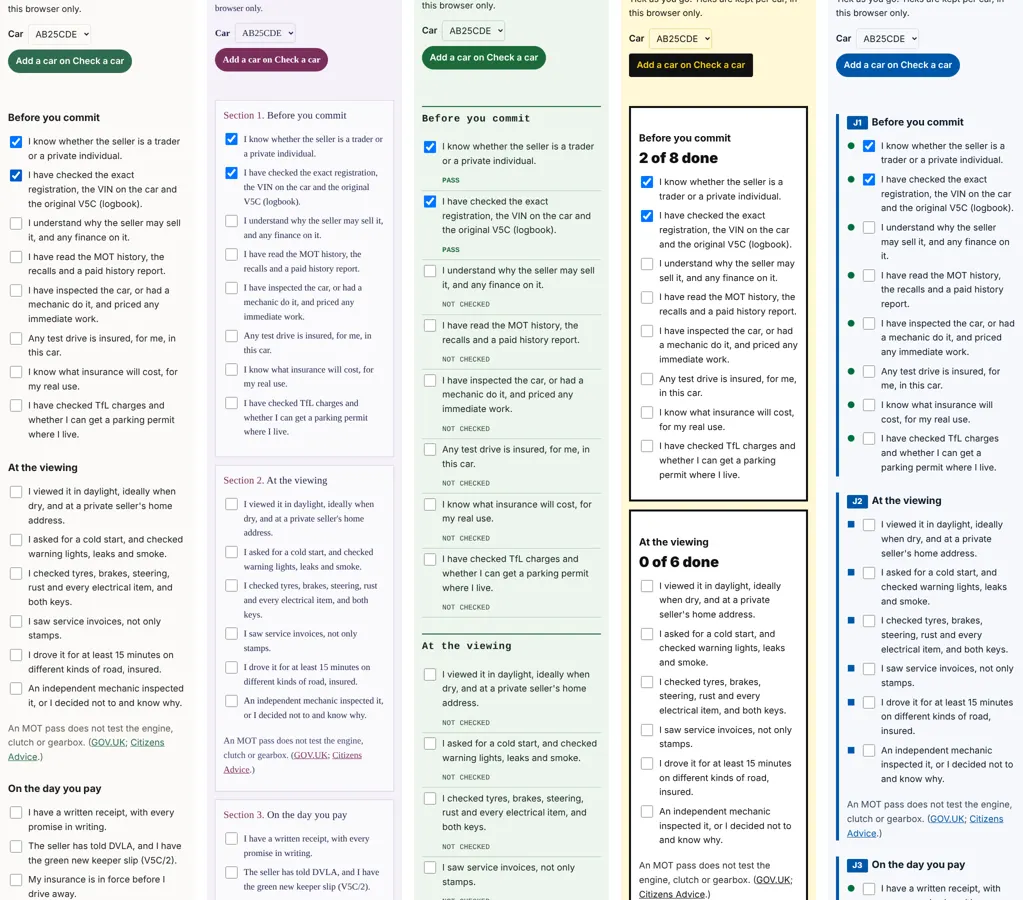 this browser only.
Car AB25CDE
Add a car on Check a car
Before you commit
I know whether the seller is a trader
or a private individual.
I have checked the exact
registration, the VIN on the car and
the original V5C (logbook).
I understand why the seller may sell
it, and any finance on it.
I have read the MOT history, the
recalls and a paid history report.
I have inspected the car, or had a
mechanic do it, and priced any
immediate work.
Any test drive is insured, for me, in
this car.
I know what insurance will cost, for
my real use.
I have checked TfL charges and
whether I can get a parking permit
where I live.
At the viewing
I viewed it in daylight, ideally when
dry, and at a private seller's home
address.
I asked for a cold start, and checked
warning lights, leaks and smoke.
I checked tyres, brakes, steering,
rust and every electrical item, and
both keys.
I saw service invoices, not only
stamps.
I drove it for at least 15 minutes on
different kinds of road, insured.
An independent mechanic inspected
it, or I decided not to and know why.
An MOT pass does not test the engine,
clutch or gearbox. (GOV.UK; Citizens
Advice.)
On the day you pay
I have a written receipt, with every
promise in writing.
The seller has told DVLA, and I have
the green new keeper slip (V5C/2).
My insurance is in force before I
drive away.
browser only.
Car AB25CDE
Add a car on Check a car
Section 1. Before you commit
I know whether the seller is a trader or
a private individual.
I have checked the exact registration,
the VIN on the car and the original
V5C (logbook).
I understand why the seller may sell it,
and any finance on it.
I have read the MOT history, the recalls
and a paid history report.
I have inspected the car, or had a
mechanic do it, and priced any
immediate work.
Any test drive is insured, for me, in
this car.
I know what insurance will cost, for
my real use.
I have checked TfL charges and
whether I can get a parking permit
where I live.
Section 2. At the viewing
I viewed it in daylight, ideally when
dry, and at a private seller's home
address.
I asked for a cold start, and checked
warning lights, leaks and smoke.
I checked tyres, brakes, steering, rust
and every electrical item, and both
keys.
I saw service invoices, not only
stamps.
I drove it for at least 15 minutes on
different kinds of road, insured.
An independent mechanic inspected it,
or I decided not to and know why.
An MOT pass does not test the engine,
clutch or gearbox. (GOV.UK; Citizens
Advice.)
Section 3. On the day you pay
I have a written receipt, with every
promise in writing.
The seller has told DVLA, and I have
the green new keeper slip (V5C/2).
this browser only.
Car AB25CDE
Add a car on Check a car
Before you commit
I know whether the seller is a trader
or a private individual.
PASS
I have checked the exact
registration, the VIN on the car and
the original V5C (logbook).
PASS
I understand why the seller may sell
it, and any finance on it.
NOT CHECKED
I have read the MOT history, the
recalls and a paid history report.
NOT CHECKED
I have inspected the car, or had a
mechanic do it, and priced any
immediate work.
NOT CHECKED
Any test drive is insured, for me, in
this car.
NOT CHECKED
I know what insurance will cost, for
my real use.
NOT CHECKED
I have checked TfL charges and
whether I can get a parking permit
where I live.
NOT CHECKED
At the viewing
I viewed it in daylight, ideally when
dry, and at a private seller's home
address.
NOT CHECKED
I asked for a cold start, and checked
warning lights, leaks and smoke.
NOT CHECKED
I checked tyres, brakes, steering,
rust and every electrical item, and
both keys.
NOT CHECKED
I saw service invoices, not only
stamps.
this browser only.
Car AB25CDE
Add a car on Check a car
Before you commit
2 of 8 done
I know whether the seller is a
trader or a private individual.
I have checked the exact
registration, the VIN on the car
and the original V5C (logbook).
I understand why the seller may
sell it, and any finance on it.
I have read the MOT history, the
recalls and a paid history report.
I have inspected the car, or had
a mechanic do it, and priced any
immediate work.
Any test drive is insured, for me,
in this car.
I know what insurance will cost,
for my real use.
I have checked TfL charges and
whether I can get a parking
permit where I live.
At the viewing
0 of 6 done
I viewed it in daylight, ideally
when dry, and at a private
seller's home address.
I asked for a cold start, and
checked warning lights, leaks
and smoke.
I checked tyres, brakes,
steering, rust and every
electrical item, and both keys.
I saw service invoices, not only
stamps.
I drove it for at least 15 minutes
on different kinds of road,
insured.
An independent mechanic
inspected it, or I decided not to
and know why.
An MOT pass does not test the
engine, clutch or gearbox. (GOV.UK;
Citizens Advice.)
this browser only.
Car AB25CDE
Add a car on Check a car
J1 Before you commit
I know whether the seller is a
trader or a private individual.
I have checked the exact
registration, the VIN on the car
and the original V5C (logbook).
I understand why the seller
may sell it, and any finance on
it.
I have read the MOT history,
the recalls and a paid history
report.
I have inspected the car, or had
a mechanic do it, and priced
any immediate work.
Any test drive is insured, for
me, in this car.
I know what insurance will
cost, for my real use.
I have checked TfL charges
and whether I can get a
parking permit where I live.
J2 At the viewing
I viewed it in daylight, ideally
when dry, and at a private
seller's home address.
I asked for a cold start, and
checked warning lights, leaks
and smoke.
I checked tyres, brakes,
steering, rust and every
electrical item, and both keys.
I saw service invoices, not only
stamps.
I drove it for at least 15 minutes
on different kinds of road,
insured.
An independent mechanic
inspected it, or I decided not to
and know why.
An MOT pass does not test the engine,
clutch or gearbox. (GOV.UK; Citizens
Advice.)
J3 On the day you pay
I have a written receipt, with